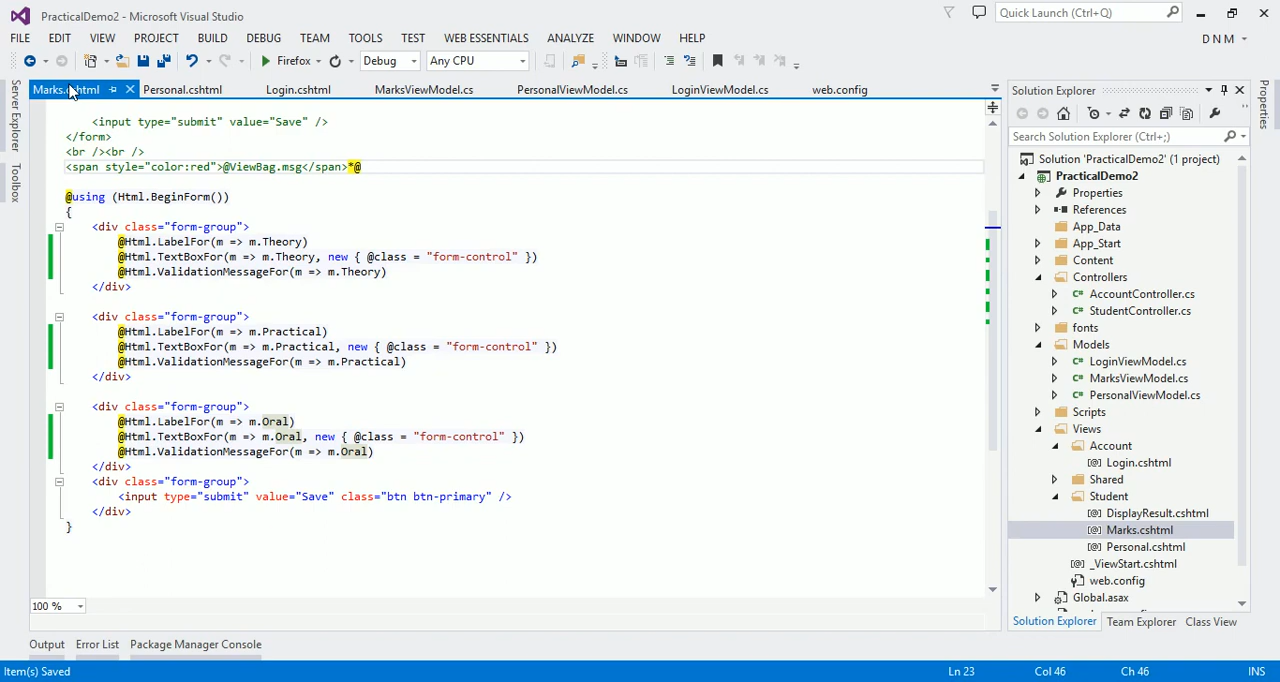 PracticalDemo2 - Microsoft Visual Studio
Quick Launch (Ctrl+Q)
FILE EDIT VIEW PROJECT BUILD DEBUG TEAM TOOLS TEST WEB ESSENTIALS ANALYZE WINDOW HELP
D N M
Firefox Debug Any CPU
Marks.cshtml Personal.cshtml Login.cshtml MarksViewModel.cs PersonalViewModel.cs LoginViewModel.cs web.config
Server Explorer
Toolbox
<input type="submit" value="Save" />
</form>
<br /><br />
<span style="color:red">@ViewBag.msg</span>*@
@using (Html.BeginForm())
{
<div class="form-group">
@Html.LabelFor(m => m.Theory)
@Html.TextBoxFor(m => m.Theory, new { @class = "form-control" })
@Html.ValidationMessageFor(m => m.Theory)
</div>
<div class="form-group">
@Html.LabelFor(m => m.Practical)
@Html.TextBoxFor(m => m.Practical, new { @class = "form-control" })
@Html.ValidationMessageFor(m => m.Practical)
</div>
<div class="form-group">
@Html.LabelFor(m => m.Oral)
@Html.TextBoxFor(m => m.Oral, new { @class = "form-control" })
@Html.ValidationMessageFor(m => m.Oral)
</div>
<div class="form-group">
<input type="submit" value="Save" class="btn btn-primary" />
</div>
}
100 %
Solution Explorer
Search Solution Explorer (Ctrl+;)
Solution 'PracticalDemo2' (1 project)
PracticalDemo2
Properties
References
App_Data
App_Start
Content
Controllers
AccountController.cs
StudentController.cs
fonts
Models
LoginViewModel.cs
MarksViewModel.cs
PersonalViewModel.cs
Scripts
Views
Account
Login.cshtml
Shared
Student
DisplayResult.cshtml
Marks.cshtml
Personal.cshtml
_ViewStart.cshtml
web.config
Global.asax
Solution Explorer Team Explorer Class View
Properties
Output Error List Package Manager Console
Item(s) Saved Ln 23 Col 46 Ch 46 INS